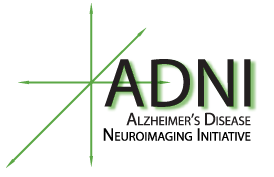 ADNI
Alzheimer's Disease
Neuroimaging Initiative